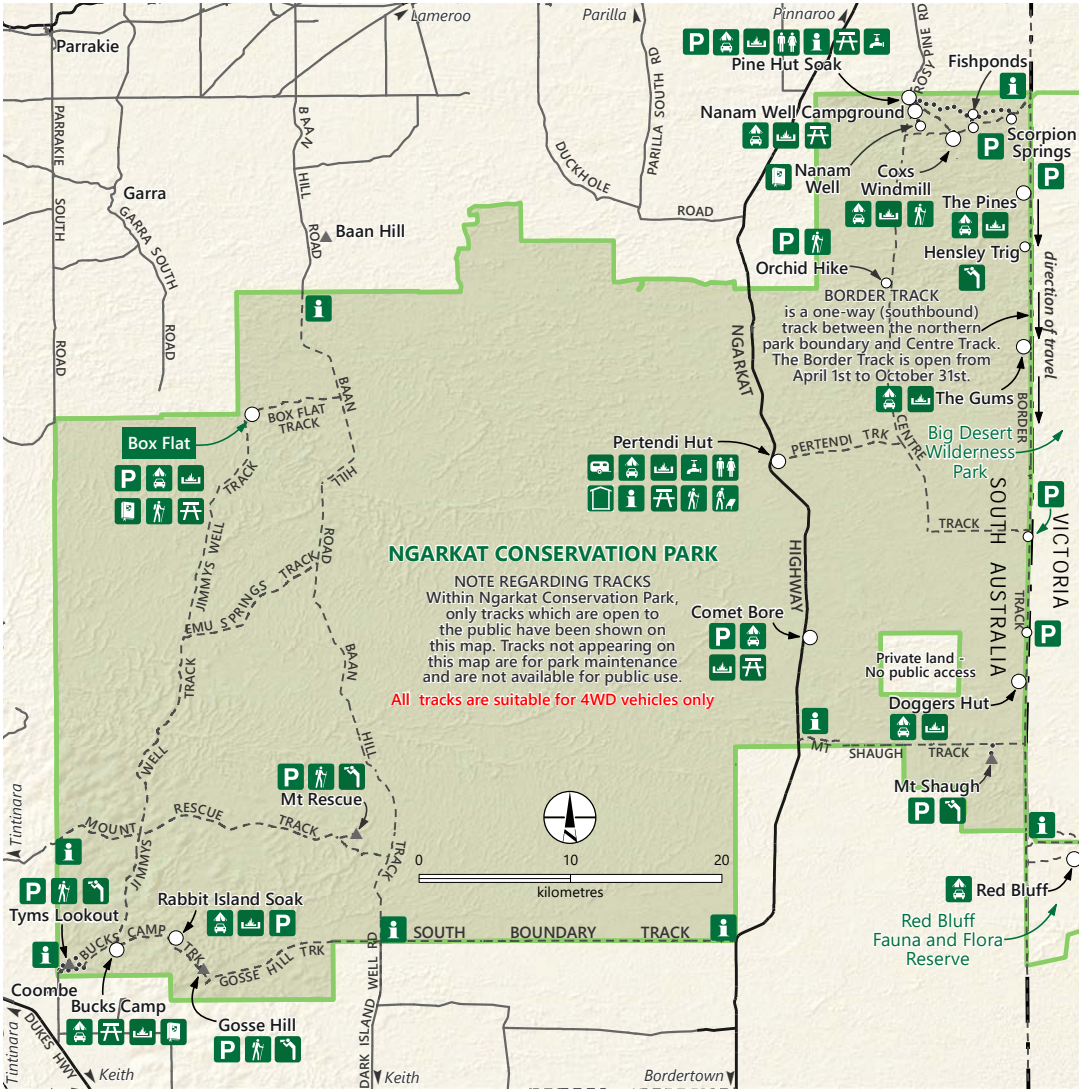 Lameroo
Parilla
Pinnaroo
Parrakie
Pine Hut Soak
ROSY PINE RD
Fishponds
Nanam Well Campground
Scorpion
Springs
PARRAKIE
SOUTH
ROAD
BAAN
HILL
ROAD
PARILLA SOUTH RD
DUCKHOLE
ROAD
Nanam
Well
Coxs
Windmill
The Pines
Garra
GARRA SOUTH
ROAD
Baan Hill
Hensley Trig
Orchid Hike
direction of travel
BORDER TRACK
is a one-way (southbound)
track between the northern
park boundary and Centre Track.
The Border Track is open from
April 1st to October 31st.
NGARKAT
HIGHWAY
The Gums
BORDER
TRACK
Big Desert
Wilderness
Park
BOX FLAT
TRACK
Box Flat
BAAN
HILL
ROAD
Pertendi Hut
PERTENDI TRK
CENTRE
TRACK
SOUTH AUSTRALIA
VICTORIA
TRACK
JIMMYS WELL
EMU SPRINGS TRACK
NGARKAT CONSERVATION PARK
NOTE REGARDING TRACKS
Within Ngarkat Conservation Park,
only tracks which are open to
the public have been shown on
this map. Tracks not appearing on
this map are for park maintenance
and are not available for public use.
All tracks are suitable for 4WD vehicles only
Comet Bore
Private land -
No public access
Doggers Hut
MT SHAUGH TRACK
Mt Shaugh
TRACK
WELL
JIMMYS
BAAN
HILL
TRACK
Mt Rescue
MOUNT RESCUE TRACK
Tintinara
0 10 20
kilometres
Red Bluff
Red Bluff
Fauna and Flora
Reserve
Tyms Lookout
Rabbit Island Soak
BUCKS CAMP TRK
GOSSE HILL TRK
SOUTH BOUNDARY TRACK
Coombe
Bucks Camp
Gosse Hill
DARK ISLAND WELL RD
Tintinara
DUKES HWY
Keith
Keith
Bordertown